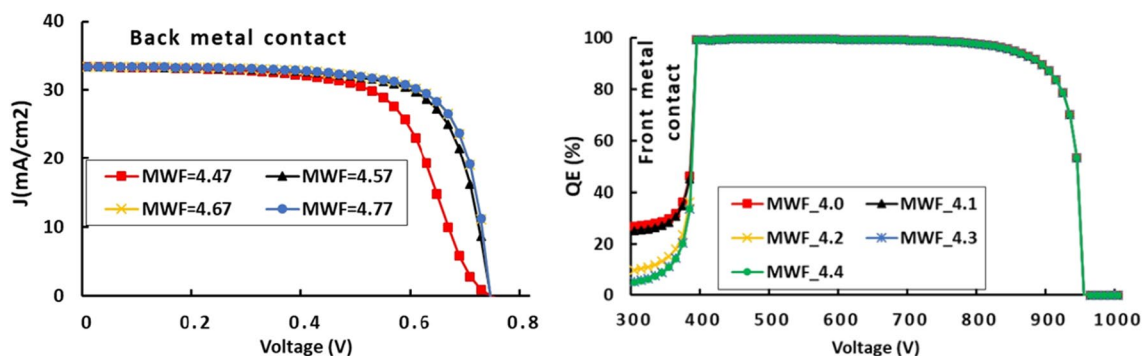 Back metal contact
40
30
20
10
0
J(mA/cm2)
MWF=4.47 MWF=4.57
MWF=4.67 MWF=4.77
0 0.2 0.4 0.6 0.8
Voltage (V)
Front metal
contact
100
80
60
40
20
0
QE (%)
MWF_4.0 MWF_4.1
MWF_4.2 MWF_4.3
MWF_4.4
300 400 500 600 700 800 900 1000
Voltage (V)